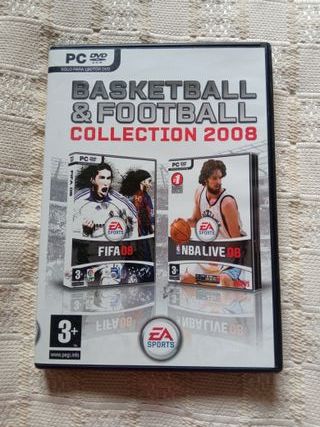 PC DVD
SOLO PARA LECTOR DVD
BASKETBALL
& FOOTBALL
COLLECTION 2008
PC DVD
EA
SPORTS
FIFA 08
3+
PC DVD
#1
EA
SPORTS
NBA LIVE 08
3+
3+
www.pegi.info
EA
SPORTS